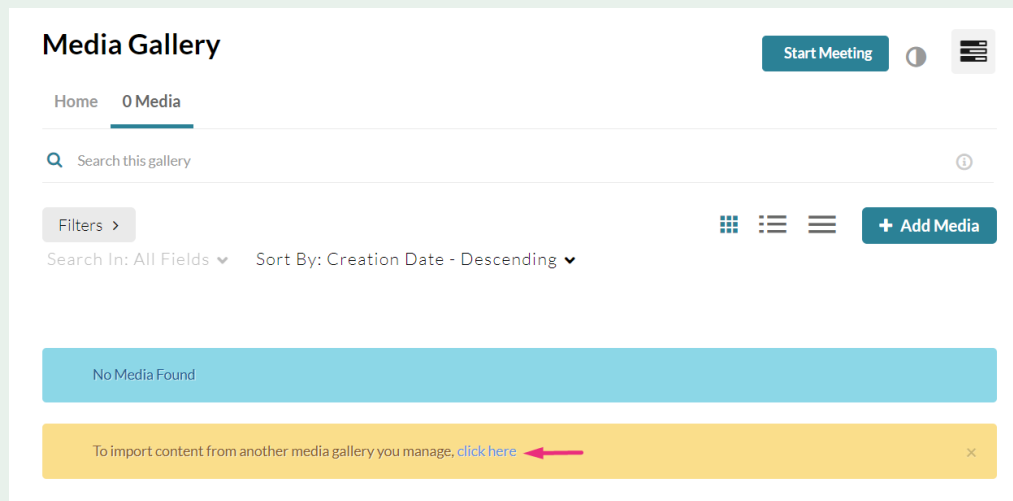 Media Gallery
Start Meeting
Home 0 Media
Search this gallery
Filters >
+ Add Media
Search In: All Fields Sort By: Creation Date - Descending
No Media Found
To import content from another media gallery you manage, click here ×